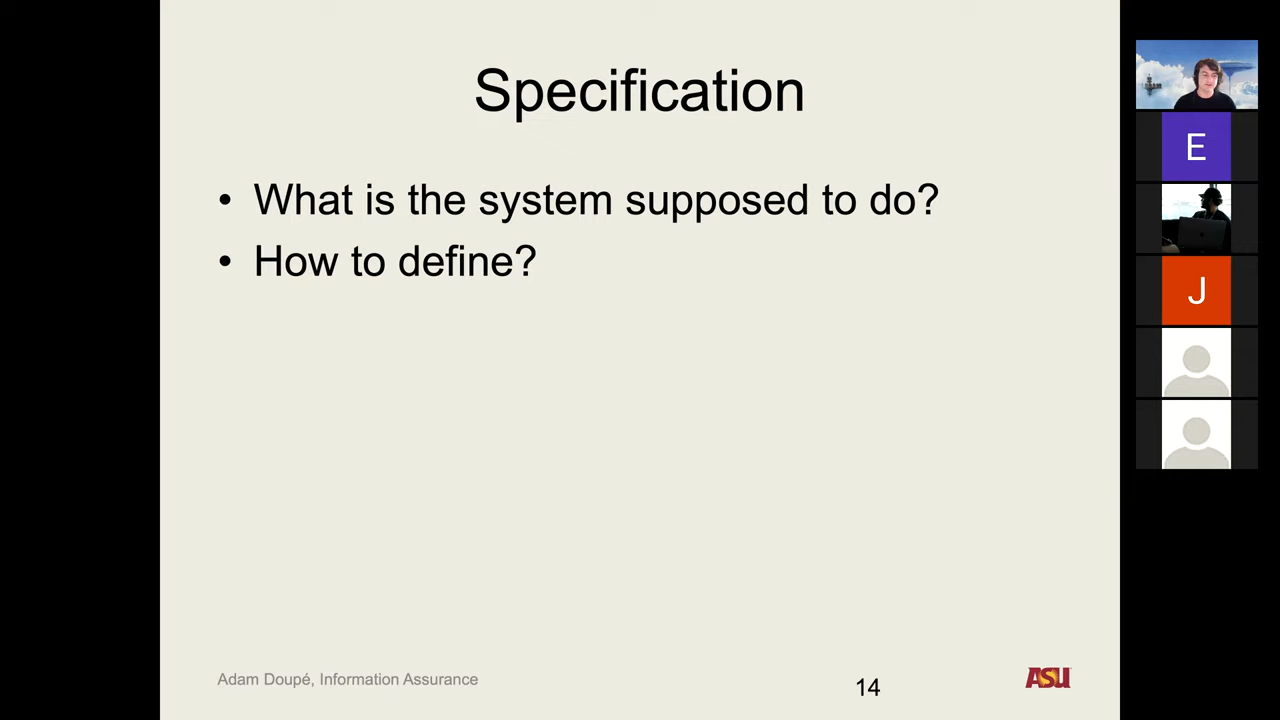 Specification
• What is the system supposed to do?
• How to define?
Adam Doupé, Information Assurance
14
ASU
E
J